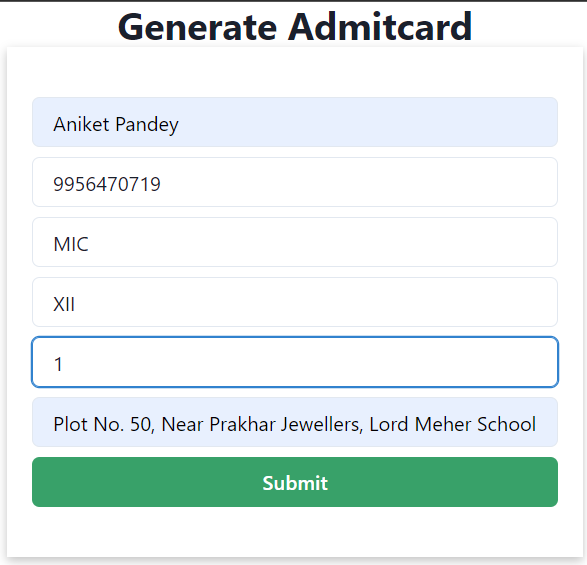 Generate Admitcard
Aniket Pandey
9956470719
MIC
XII
1
Plot No. 50, Near Prakhar Jewellers, Lord Meher School
Submit